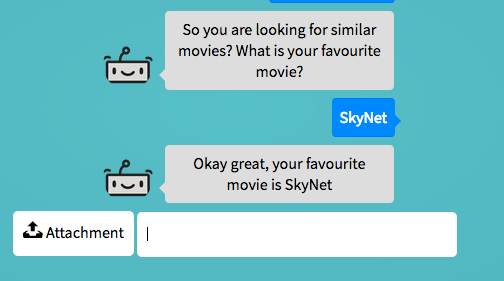 So you are looking for similar
movies? What is your favourite
movie?
SkyNet
Okay great, your favourite
movie is SkyNet
Attachment